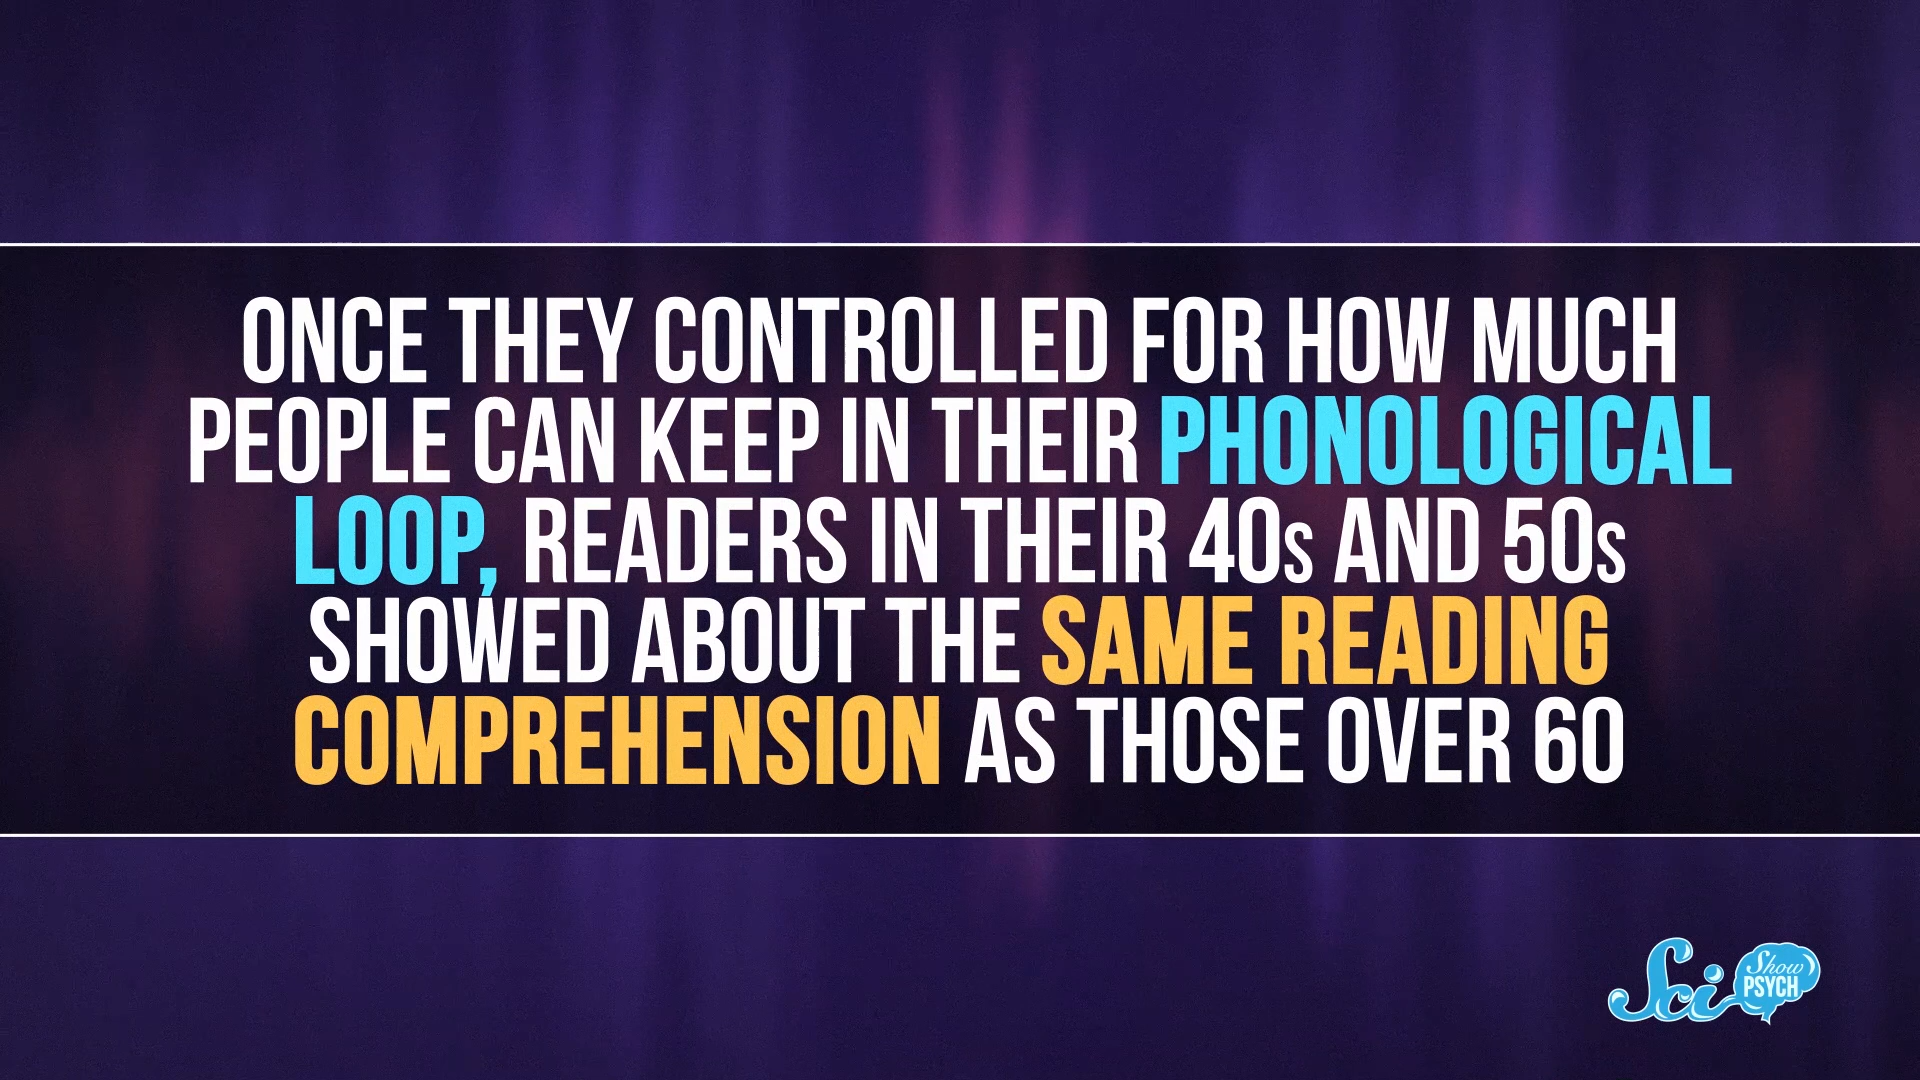 ONCE THEY CONTROLLED FOR HOW MUCH
PEOPLE CAN KEEP IN THEIR PHONOLOGICAL
LOOP, READERS IN THEIR 40s AND 50s
SHOWED ABOUT THE SAME READING
COMPREHENSION AS THOSE OVER 60
Sci Show
PSYCH